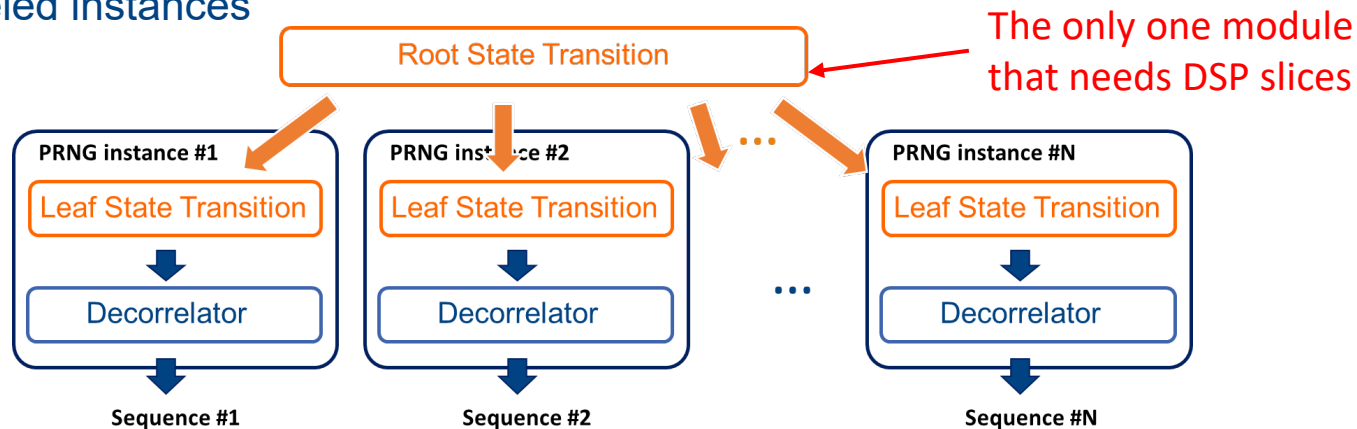 instances
Root State Transition
The only one module
that needs DSP slices
...
PRNG instance #1
PRNG #2
PRNG instance #N
Leaf State Transition
Leaf State Transition
Leaf State Transition
...
Decorrelator
Decorrelator
Decorrelator
Sequence #1
Sequence #2
Sequence #N